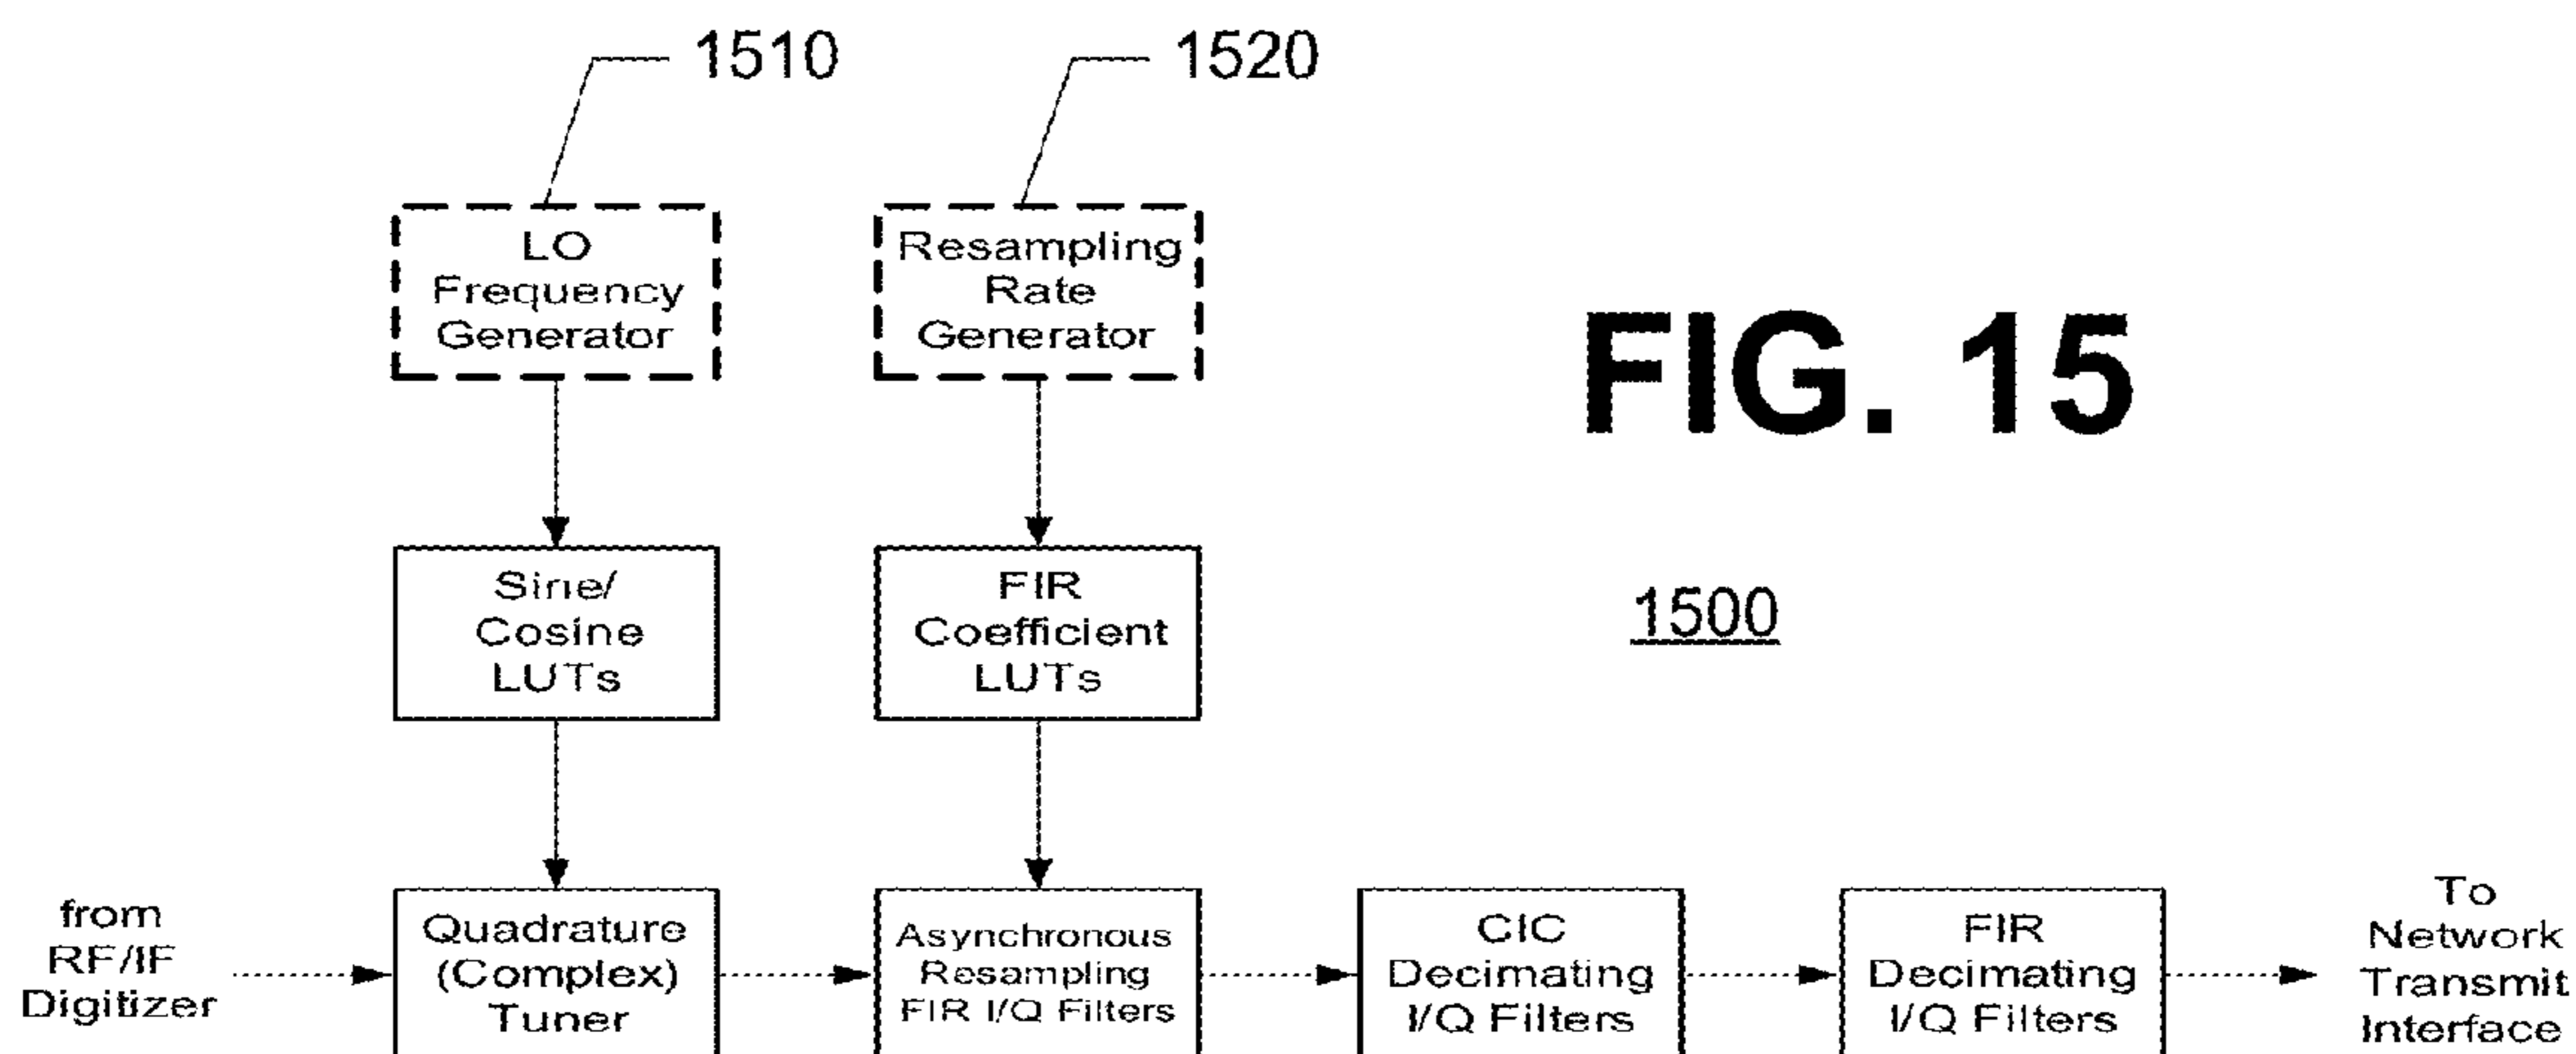 1510
1520
LO
Frequency
Generator
Resampling
Rate
Generator
FIG. 15
Sine/
Cosine
LUTs
FIR
Coefficient
LUTs
1500
from
RF/IF
Digitizer
Quadrature
(Complex)
Tuner
Asynchronous
Resampling
FIR I/Q Filters
CIC
Decimating
I/Q Filters
FIR
Decimating
I/Q Filters
To
Network
Transmit
Interface